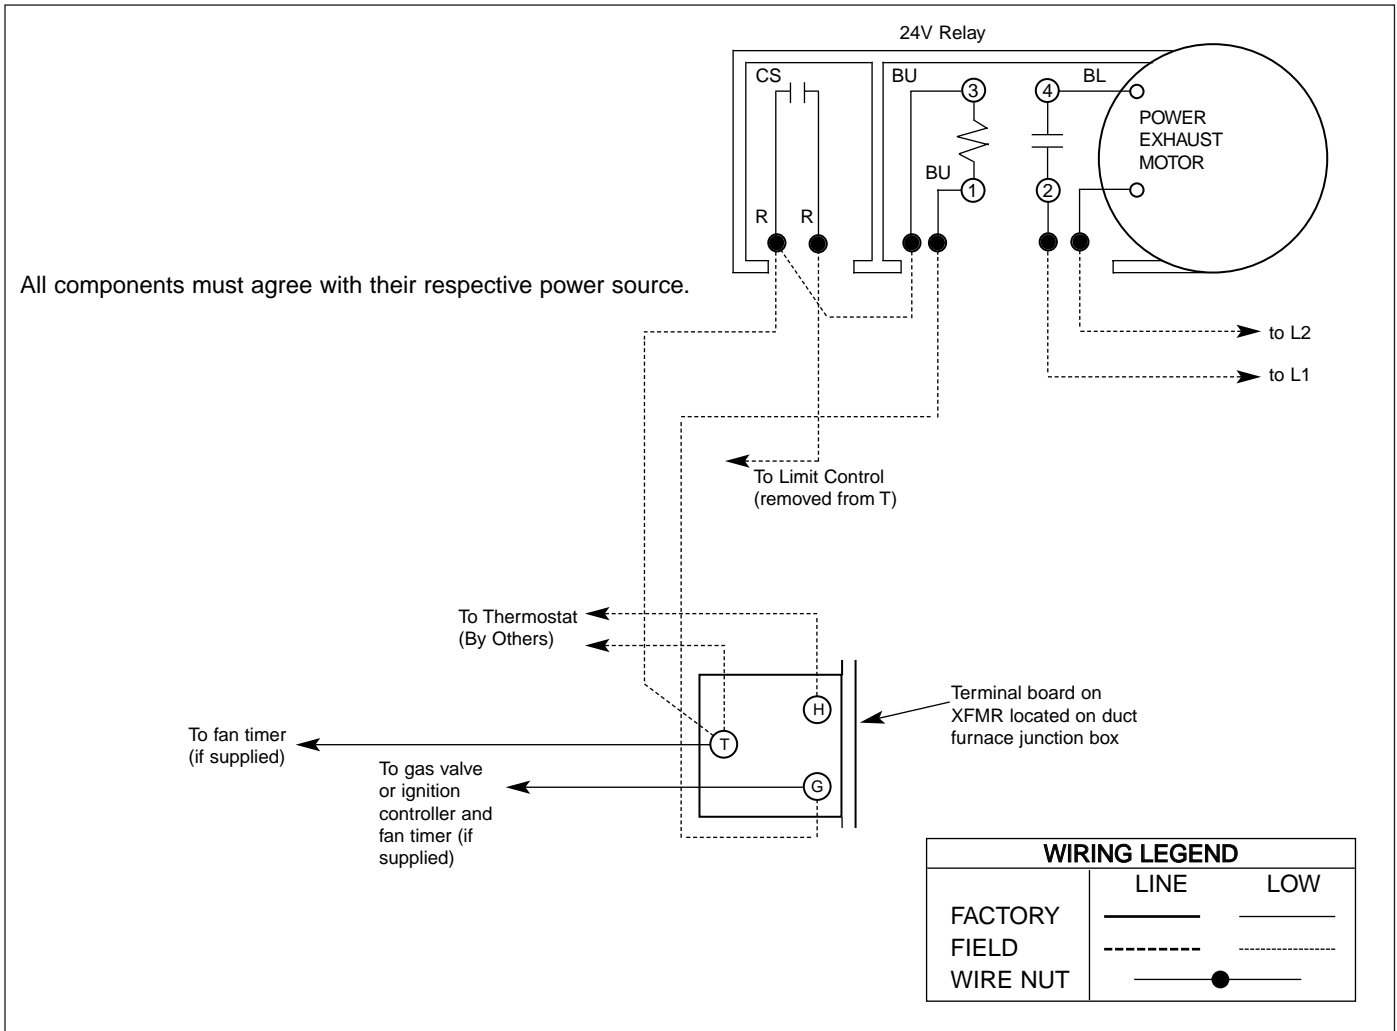 24V Relay
CS
BU
3
4
BL
POWER
EXHAUST
MOTOR
BU
1
2
R
R
All components must agree with their respective power source.
to L2
to L1
To Limit Control
(removed from T)
To Thermostat
(By Others)
H
Terminal board on
XFMR located on duct
furnace junction box
To fan timer
(if supplied)
T
To gas valve
or ignition
controller and
fan timer (if
supplied)
G
WIRING LEGEND
LINE LOW
FACTORY
FIELD
WIRE NUT